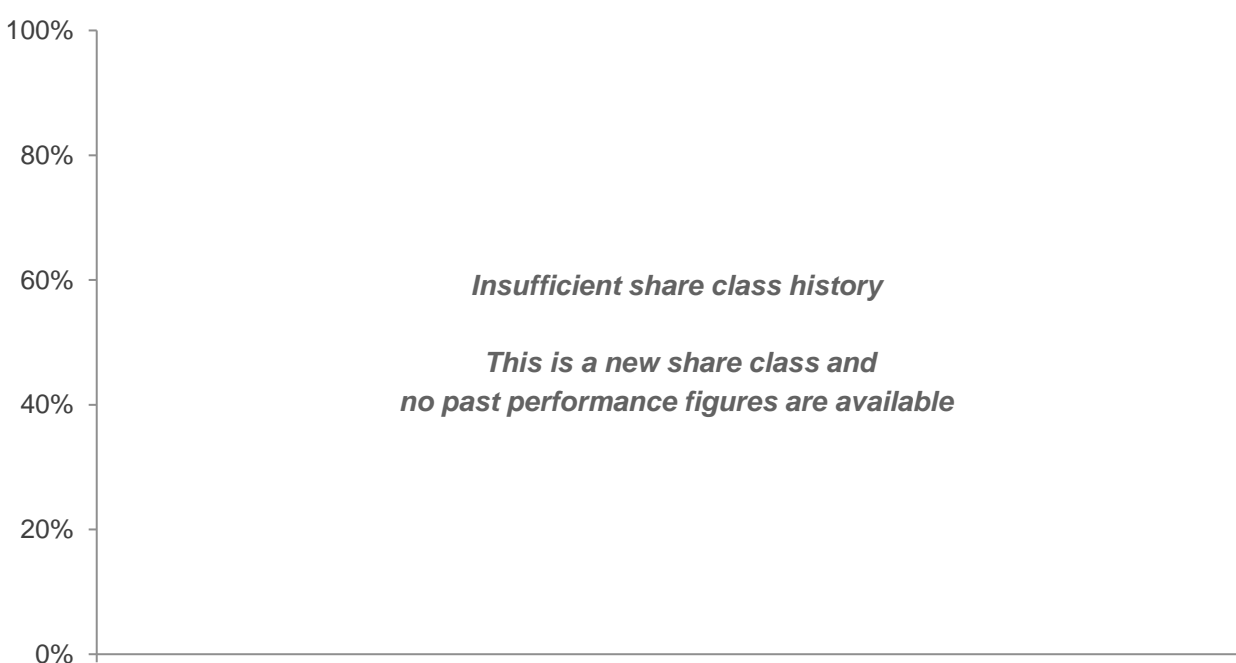 100%
80%
60%
Insufficient share class history
This is a new share class and
40%
no past performance figures are available
20%
0%